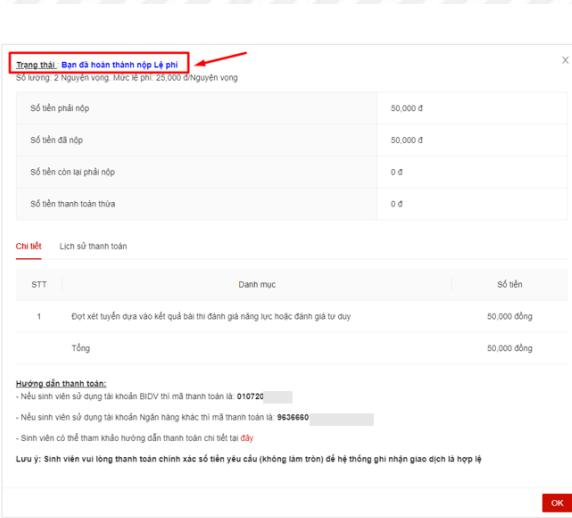 Trạng thái : Bạn đã hoàn thành nộp Lệ phí
Số lượng: 2 Nguyện vọng. Mức lệ phí: 25,000 đ/Nguyện vọng
Số tiền phải nộp 50,000 đ
Số tiền đã nộp 50,000 đ
Số tiền còn lại phải nộp 0 đ
Số tiền thanh toán thừa 0 đ
Chi tiết Lịch sử thanh toán
STT Danh mục Số tiền
1 Đợt xét tuyển dựa vào kết quả bài thi đánh giá năng lực hoặc đánh giá tư duy 50,000 đồng
Tổng 50,000 đồng
Hướng dẫn thanh toán:
- Nếu sinh viên sử dụng tài khoản BIDV thì mã thanh toán là: 010720
- Nếu sinh viên sử dụng tài khoản Ngân hàng khác thì mã thanh toán là: 9636660
- Sinh viên có thể tham khảo hướng dẫn thanh toán chi tiết tại đây
Lưu ý: Sinh viên vui lòng thanh toán chính xác số tiền yêu cầu (không làm tròn) để hệ thống ghi nhận giao dịch là hợp lệ
OK